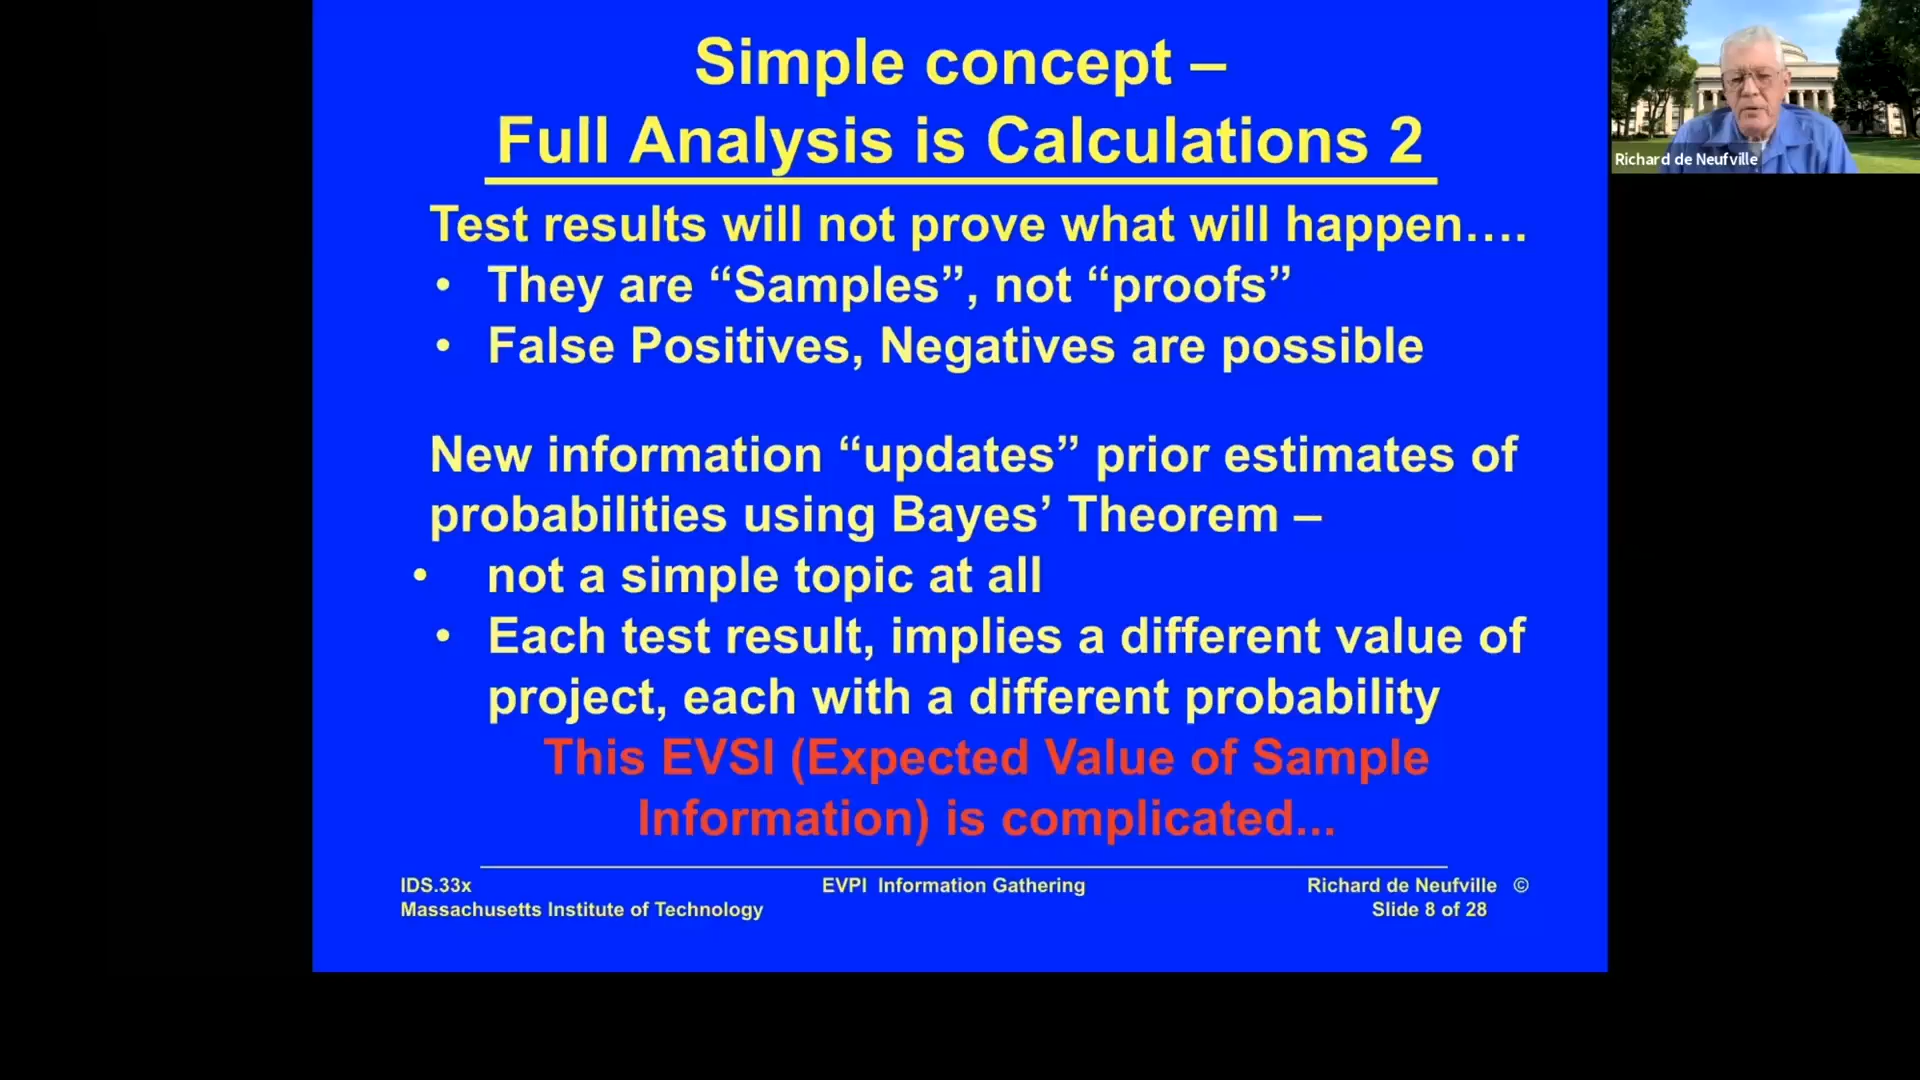 Simple concept –
Full Analysis is Calculations 2
Richard de Neufville
Test results will not prove what will happen….
• They are “Samples”, not “proofs”
• False Positives, Negatives are possible
New information “updates” prior estimates of
probabilities using Bayes’ Theorem –
• not a simple topic at all
• Each test result, implies a different value of
project, each with a different probability
This EVSI (Expected Value of Sample
Information) is complicated...
IDS.33x
Massachusetts Institute of Technology
EVPI Information Gathering
Richard de Neufville ©
Slide 8 of 28